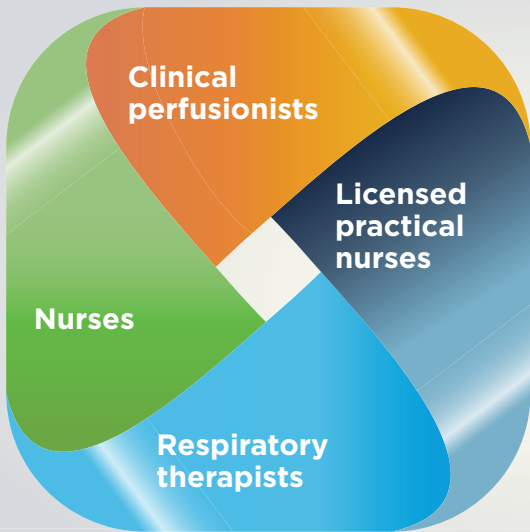 Clinical
perfusionists
Licensed
practical
nurses
Nurses
Respiratory
therapists